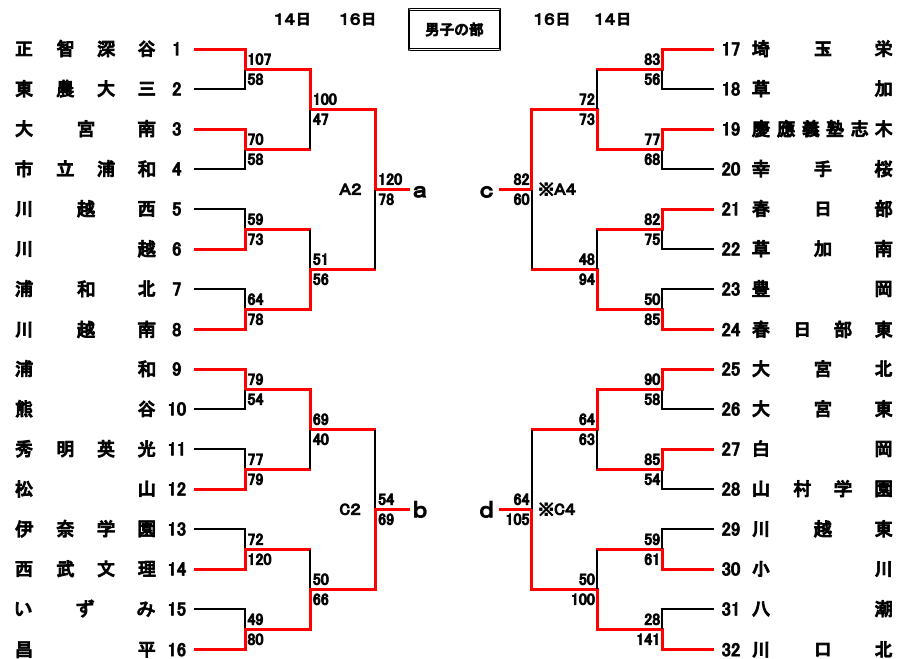 14日 16日 男子の部 16日 14日
正智深谷 1 107 83 17 埼玉栄
東農大三 2 58 56 18 草加
100 72
47 73
大宮南 3 70 77 19 慶應義塾志木
市立浦和 4 58 68 20 幸手桜
A2 120 a c 82 ※A4
78 60
川越西 5 59 82 21 春日部
川越 6 73 75 22 草加南
51 48
56 94
浦和北 7 64 50 23 豊岡
川越南 8 78 85 24 春日部東
浦和 9 79 90 25 大宮北
熊谷 10 54 58 26 大宮東
69 64
40 63
秀明英光 11 77 85 27 白岡
松山 12 79 54 28 山村学園
C2 54 b d 64 ※C4
69 105
伊奈学園 13 72 59 29 川越東
西武文理 14 120 61 30 小川
50 50
66 100
いずみ 15 49 28 31 八潮
昌平 16 80 141 32 川口北